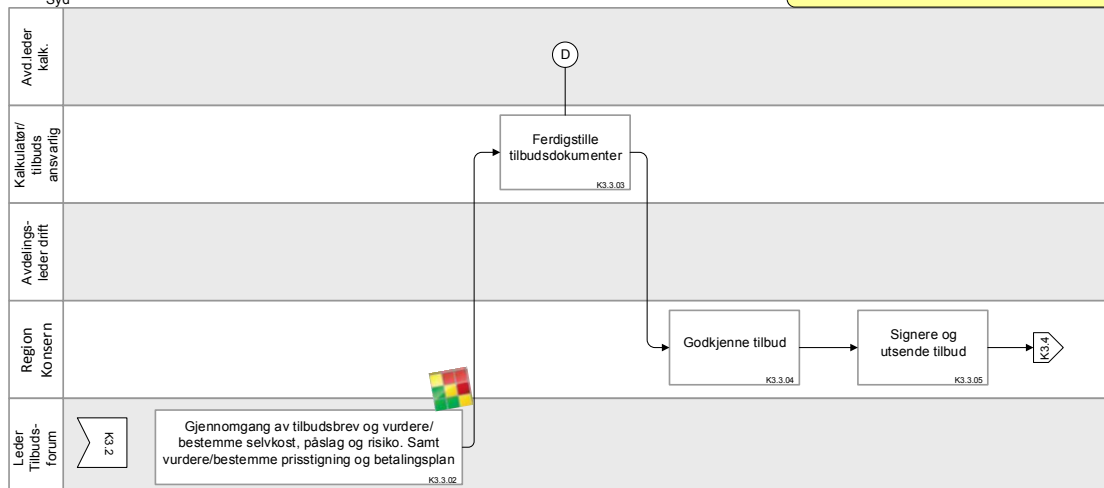 Syd
Avd.leder
kalk.
D
Kalkulatør/
tilbuds
ansvarlig
Ferdigstille
tilbudsdokumenter
K3.3.03
Avdelings-
leder drift
Region
Konsern
Godkjenne tilbud
K3.3.04
Signere og
utsende tilbud
K3.3.05
K3.4
Leder
Tilbuds-
forum
K3.2
Gjennomgang av tilbudsbrev og vurdere/
bestemme selvkost, påslag og risiko. Samt
vurdere/bestemme prisstigning og betalingsplan
K3.3.02